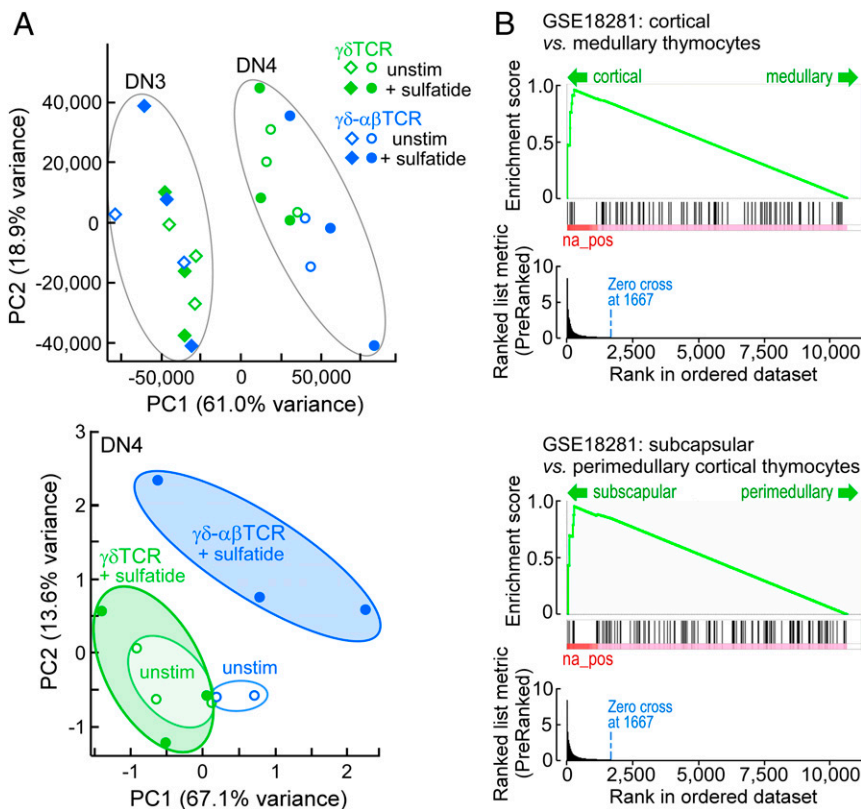 A
γδTCR
unstim
+ sulfatide
γδ-αβTCR
unstim
+ sulfatide
DN3
DN4
40,000
20,000
0
-20,000
-40,000
PC2 (18.9% variance)
-50,000
0
50,000
PC1 (61.0% variance)
DN4
3
2
1
0
-1
PC2 (13.6% variance)
γδ-αβTCR
+ sulfatide
γδTCR
+ sulfatide
unstim
unstim
-1
0
1
2
PC1 (67.1% variance)
B
GSE18281: cortical
vs. medullary thymocytes
cortical
medullary
Enrichment score
1.0
0.5
0
na_pos
Ranked list metric
(PreRanked)
10
5
0
Zero cross
at 1667
0
2,500
5,000
7,500
10,000
Rank in ordered dataset
GSE18281: subcapsular
vs. perimedullary cortical thymocytes
subscapular
perimedullary
Enrichment score
1.0
0.5
0
na_pos
Ranked list metric
(PreRanked)
10
5
0
Zero cross
at 1667
0
2,500
5,000
7,500
10,000
Rank in ordered dataset